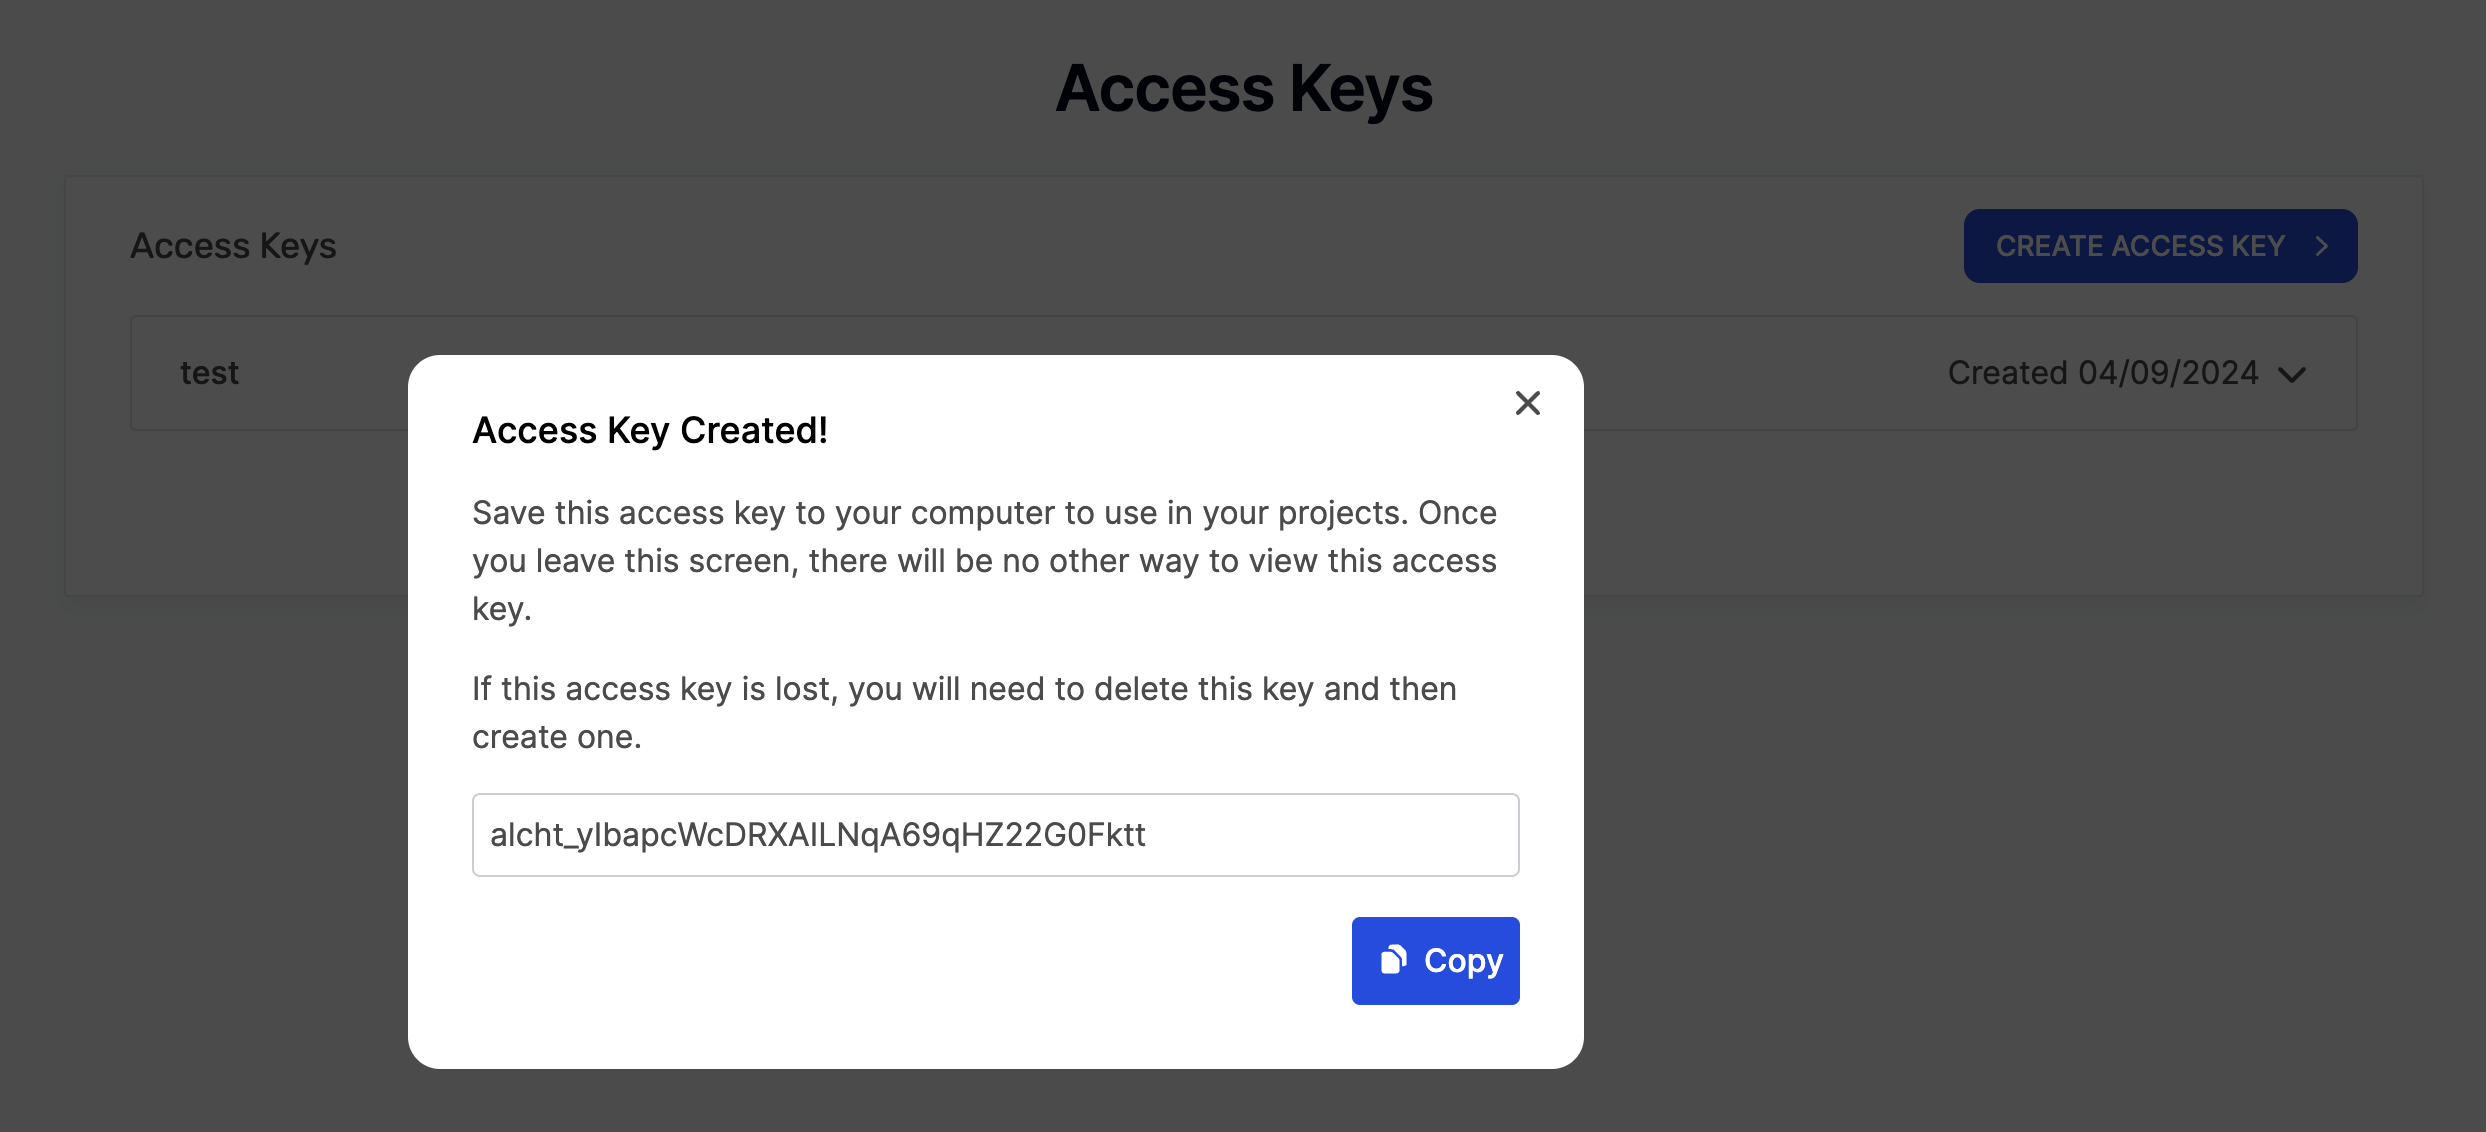 Access Keys
Access Keys
CREATE ACCESS KEY
test
Created 04/09/2024
Access Key Created!
Save this access key to your computer to use in your projects. Once
you leave this screen, there will be no other way to view this access
key.
If this access key is lost, you will need to delete this key and then
create one.
alcht_ylbapcWcDRXAILNqA69qHZ22G0Fktt
Copy